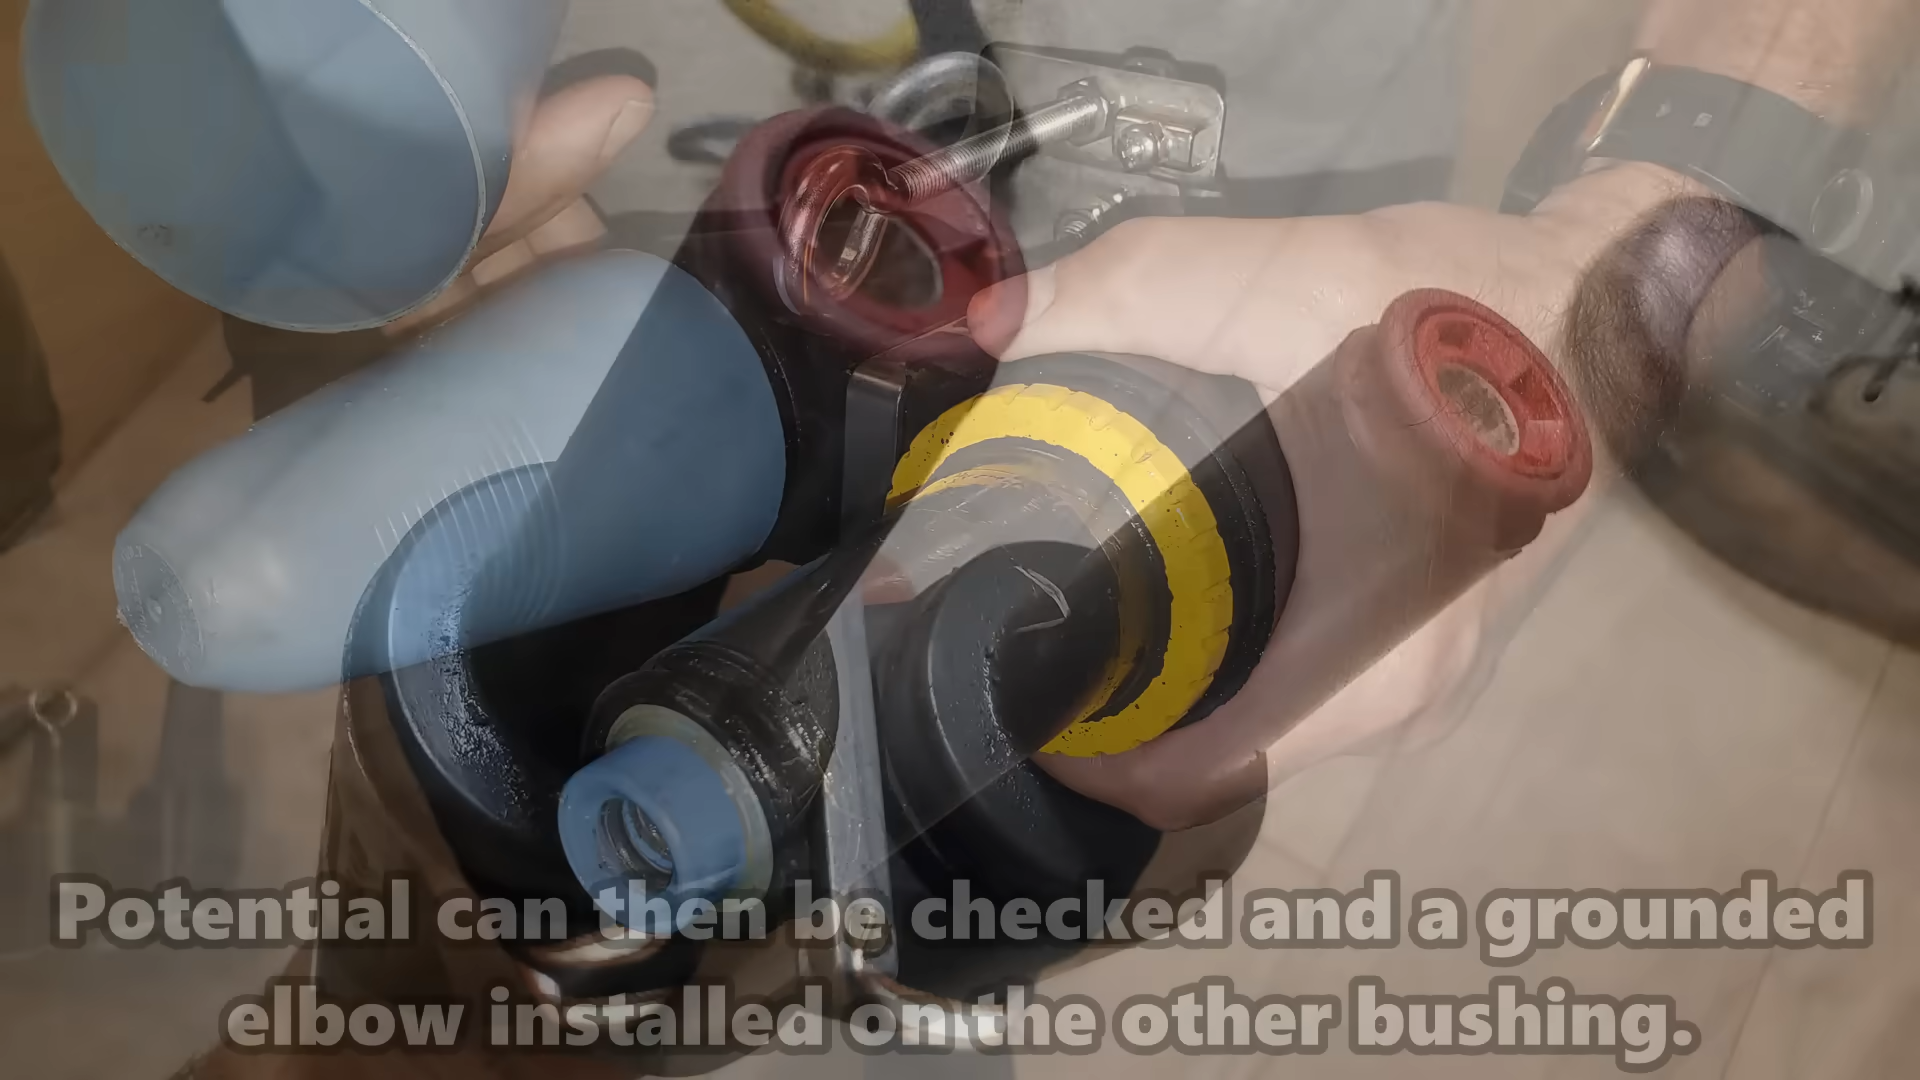 Potential can then be checked and a grounded
elbow installed on the other bushing.